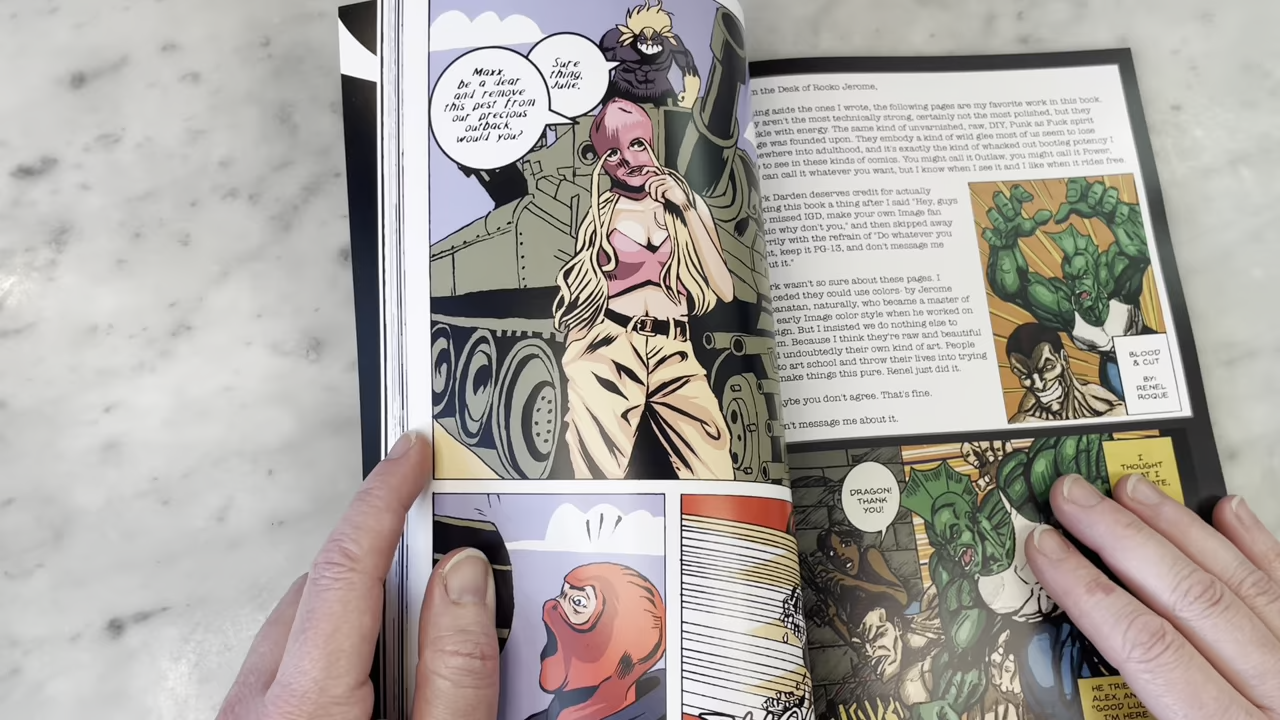 Maxx,
be a dear
and remove
this pest from
our precious
outback,
would you?
Sure
thing,
Julie.
the Desk of Rocko Jerome,
aside the ones I wrote, the following pages are my favorite work in this book.
aren't the most technically strong, certainly not the most polished, but they
with energy. The same kind of unvarnished, raw, DIY, Punk as Fuck spirit
was founded upon. They embody a kind of wild glee most of us seem to lose
into adulthood, and it's exactly the kind of whacked out bootleg potency I
to see in these kinds of comics. You might call it Outlaw, you might call it Power,
can call it whatever you want, but I know when I see it and I like when it rides free.
Darden deserves credit for actually
this book a thing after I said "Hey, guys
missed IGD, make your own Image fan
why don't you," and then skipped away
with the refrain of "Do whatever you
keep it PG-13, and don't message me
it."
wasn't so sure about these pages. I
they could use colors- by Jerome
naturally, who became a master of
early Image color style when he worked on
But I insisted we do nothing else to
Because I think they're raw and beautiful
undoubtedly their own kind of art. People
to art school and throw their lives into trying
make things this pure. Renel just did it.
you don't agree. That's fine.
message me about it.
BLOOD
& CUT
BY:
RENEL
ROQUE
DRAGON!
THANK
YOU!
I
THOUGHT
I
HE
ALEX,
"GOOD
I'M HERE